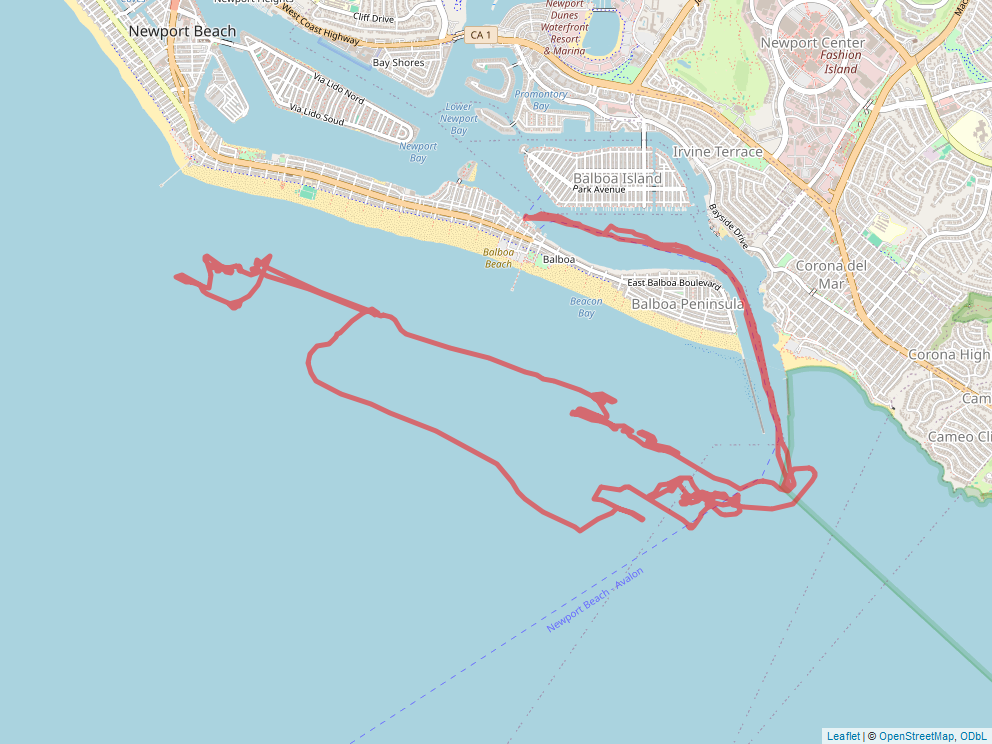 Newport Heights
Newport
Dunes
Waterfront
Resort
& Marina
Cliff Drive
West Coast Highway
Newport Beach
CA 1
Newport Center
Fashion
Island
Bay Shores
Via Lido Nord
Promontory
Bay
Lower
Newport
Bay
Via Lido Soud
Newport
Bay
Irvine Terrace
Balboa Island
Park Avenue
Bayside Drive
Balboa
Beach
Balboa
Corona del
Mar
East Balboa Boulevard
Beacon
Bay
Balboa Peninsula
Corona High
Cam
Cameo Cli
Newport Beach - Avalon
Leaflet | © OpenStreetMap, ODbL